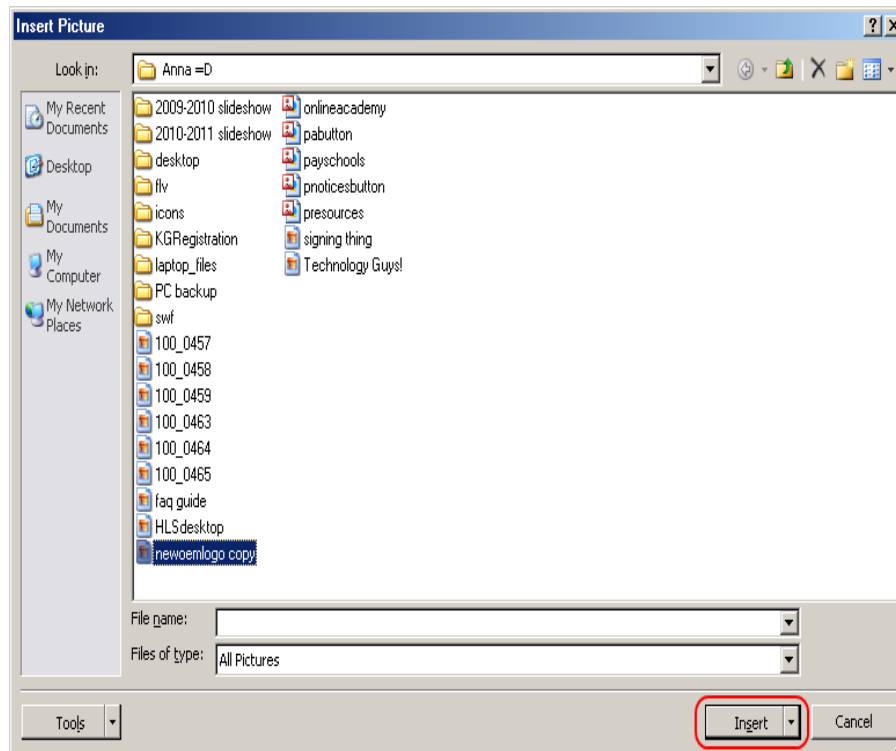 Insert Picture
Look in:
Anna =D
My Recent
Documents
Desktop
My
Documents
My
Computer
My Network
Places
2009-2010 slideshow
2010-2011 slideshow
desktop
flv
icons
KGRegistration
laptop_files
PC backup
swf
100_0457
100_0458
100_0459
100_0463
100_0464
100_0465
faq guide
HLSdesktop
newoemlogo copy
onlineacademy
pabutton
payschools
pnoticesbutton
presources
signing thing
Technology Guys!
File name:
Files of type:
All Pictures
Tools
Insert
Cancel